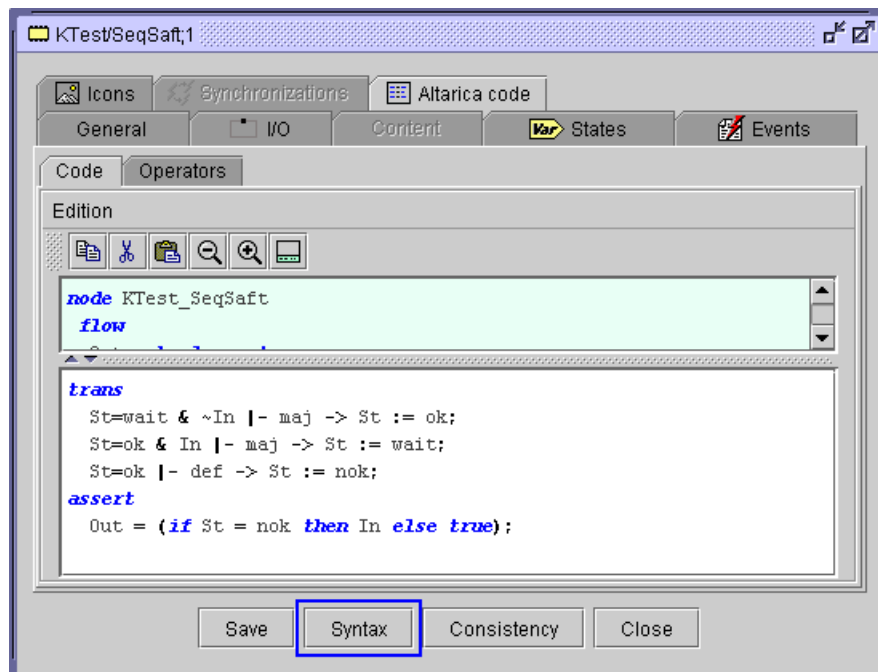 KTest/SeqSaft;1
Icons Synchronizations Altarica code
General I/O Content Var States Events
Code Operators
Edition
node KTest_SeqSaft
flow
trans
St=wait & ~In |- maj -> St := ok;
St=ok & In |- maj -> St := wait;
St=ok |- def -> St := nok;
assert
Out = (if St = nok then In else true);
Save Syntax Consistency Close